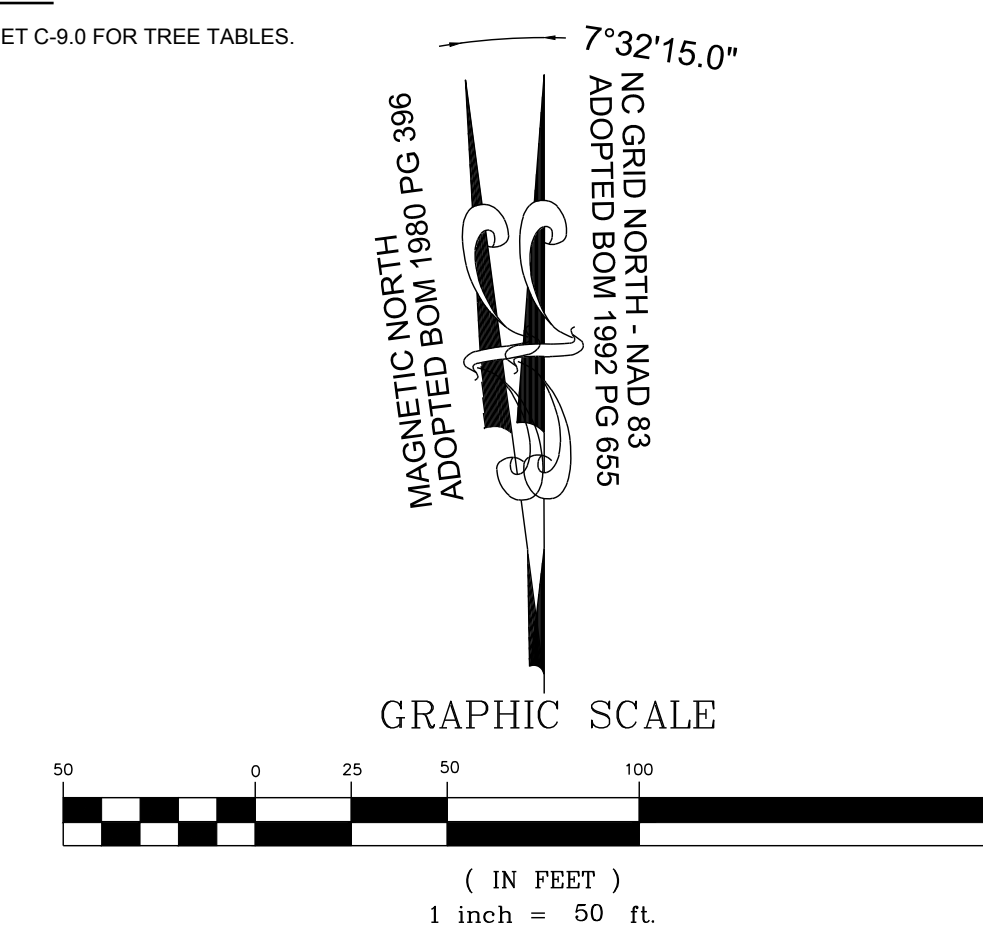 ET C-9.0 FOR TREE TABLES.
7°32'15.0"
MAGNETIC NORTH
ADOPTED BOM 1980 PG 396
NC GRID NORTH - NAD 83
ADOPTED BOM 1992 PG 655
GRAPHIC SCALE
50 0 25 50 100
( IN FEET )
1 inch = 50 ft.